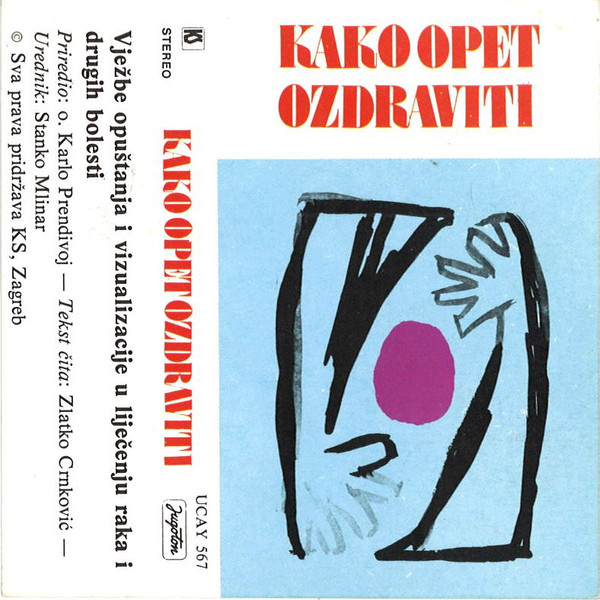 KAKO OPET
OZDRAVITI
KS
STEREO
KAKO OPET OZDRAVITI
UCAY 567
Jugoton
Vježbe opuštanja i vizualizacije u liječenju raka i
drugih bolesti
Priredio: o. Karlo Prendivoj — Tekst čita: Zlatko Crnković —
Urednik: Stanko Mlinar
© Sva prava pridržava KS, Zagreb